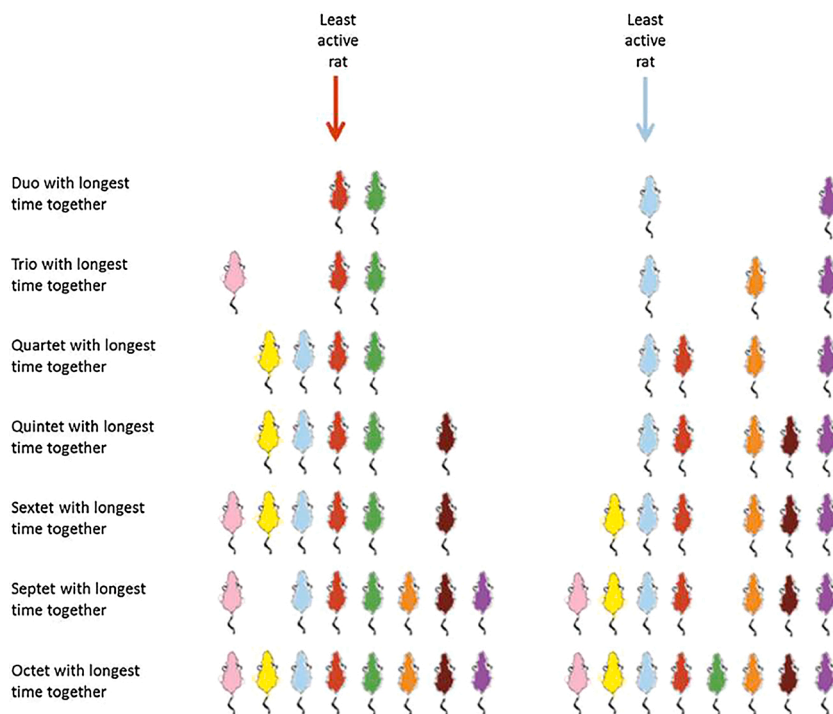 Least
active
rat
Least
active
rat
Duo with longest
time together
Trio with longest
time together
Quartet with longest
time together
Quintet with longest
time together
Sextet with longest
time together
Septet with longest
time together
Octet with longest
time together